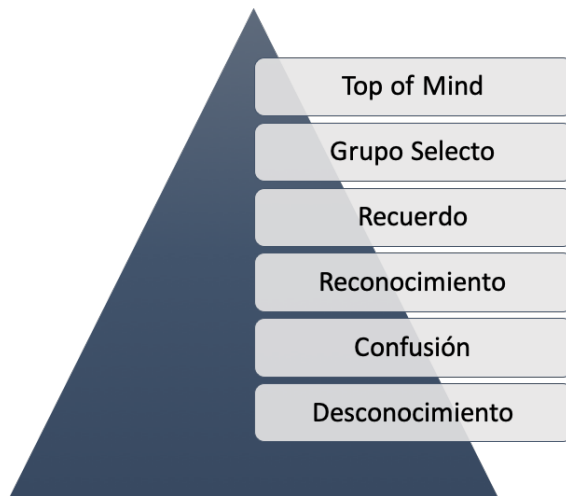 Top of Mind
Grupo Selecto
Recuerdo
Reconocimiento
Confusión
Desconocimiento